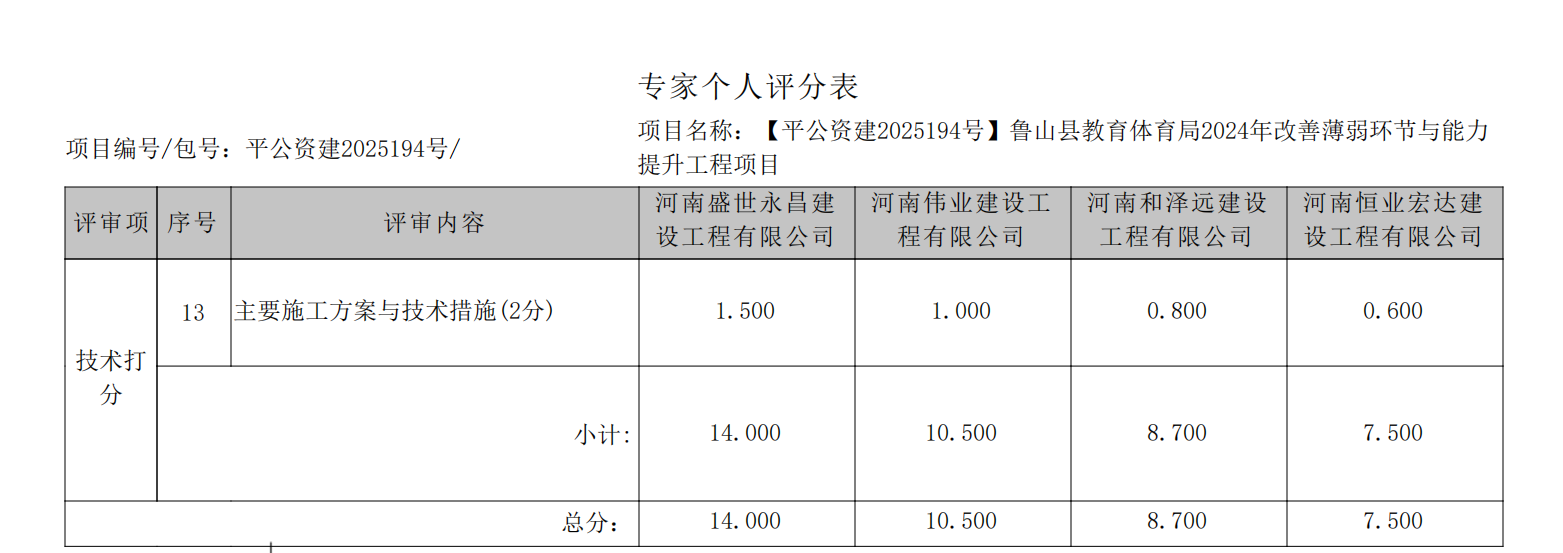 专家个人评分表
项目编号/包号：平公资建2025194号/
项目名称：【平公资建2025194号】鲁山县教育体育局2024年改善薄弱环节与能力
提升工程项目
评审项 序号 评审内容 河南盛世永昌建 河南伟业建设工 河南和泽远建设 河南恒业宏达建
设工程有限公司 程有限公司 工程有限公司 设工程有限公司
13 主要施工方案与技术措施(2分) 1.500 1.000 0.800 0.600
技术打
分
小计: 14.000 10.500 8.700 7.500
总分: 14.000 10.500 8.700 7.500